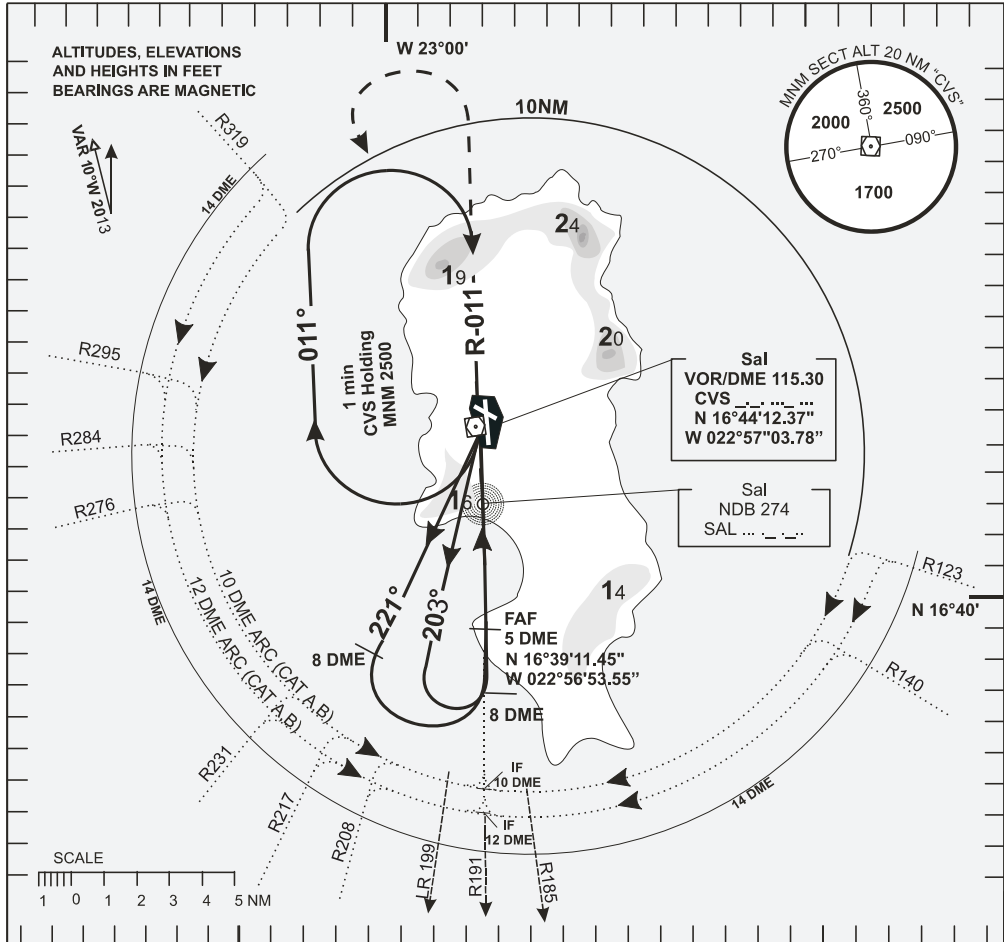 ALTITUDES, ELEVATIONS
AND HEIGHTS IN FEET
BEARINGS ARE MAGNETIC
W 23°00'
MNM SECT ALT 20 NM "CVS"
360°
2000
2500
270°
090°
1700
VAR 10°W 2013
R319
14 DME
10NM
24
19
20
011°
1 min
CVS Holding
MNM 2500
R-011
R295
R284
R276
Sal
VOR/DME 115.30
CVS _._. ..._ ...
N 16°44'12.37"
W 022°57"03.78”
Sal
NDB 274
SAL ... ._ ._..
16
14
R123
N 16°40'
R140
14 DME
10 DME ARC (CAT A,B)
12 DME ARC (CAT A,B)
221°
203°
8 DME
FAF
5 DME
N 16°39'11.45"
W 022°56'53.55”
8 DME
R231
R217
R208
IF
10 DME
IF
12 DME
14 DME
LR 199
R191
R185
SCALE
1 0 1 2 3 4 5 NM